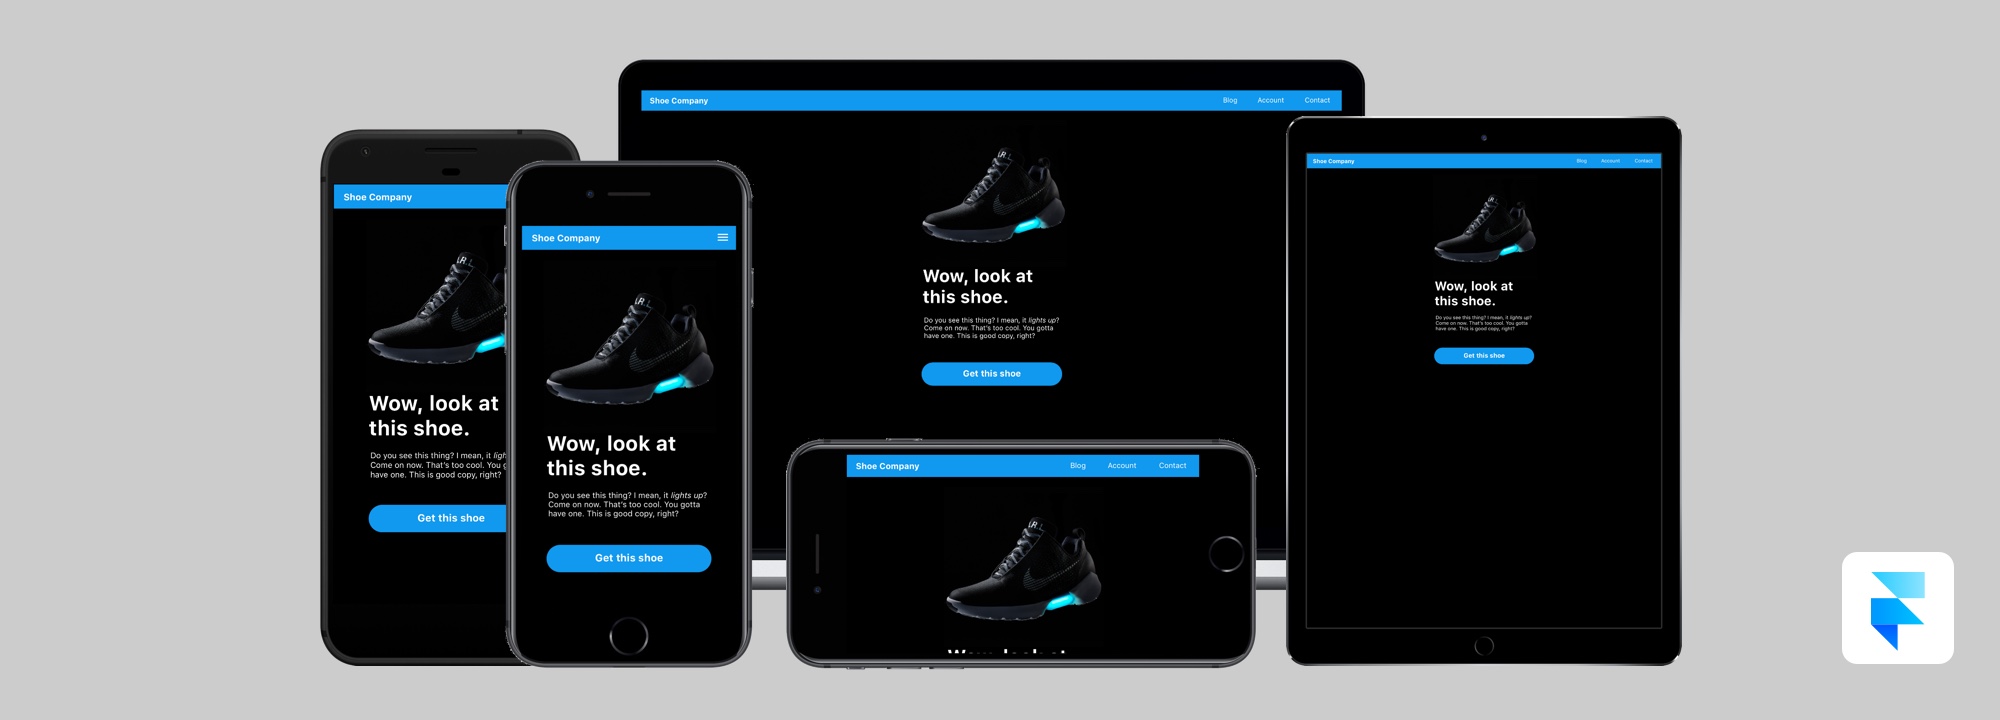 Shoe Company
Wow, look at
this shoe.
Do you see this thing? I mean, it
Come on now. That's too cool. You
have one. This is good copy, right?
Get this shoe
Shoe Company
LR
Wow, look at
this shoe.
Do you see this thing? I mean, it lights up?
Come on now. That's too cool. You gotta
have one. This is good copy, right?
Get this shoe
Shoe Company Blog Account Contact
Wow, look at
this shoe.
Do you see this thing? I mean, it lights up?
Come on now. That's too cool. You gotta
have one. This is good copy, right?
Get this shoe
Shoe Company Blog Account Contact
LR
Wow, look at
Shoe Company Blog Account Contact
Wow, look at
this shoe.
Do you see this thing? I mean, it lights up?
Come on now. That's too cool. You gotta
have one. This is good copy, right?
Get this shoe